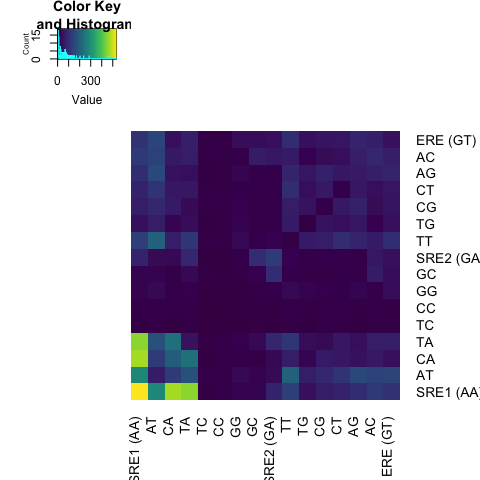 Color Key
and Histogram
Count
0
15
0
300
Value
ERE (GT)
AC
AG
CT
CG
TG
TT
SRE2 (GA
GC
GG
CC
TC
TA
CA
AT
SRE1 (AA)
SRE1 (AA)
AT
CA
TA
TC
CC
GG
GC
SRE2 (GA)
TT
TG
CG
CT
AG
AC
ERE (GT)